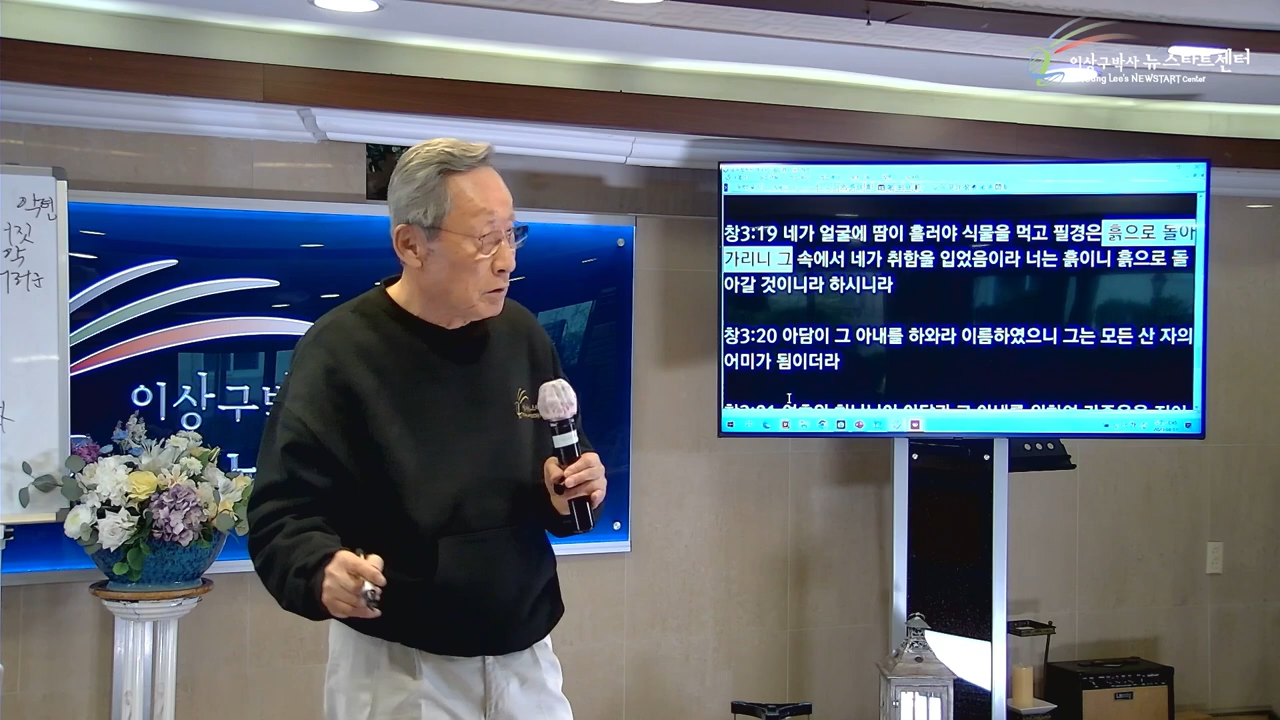 이상구박사 뉴스타트센터
Lee's NEWSTART Center
창3:19 네가 얼굴에 땀이 흘러야 식물을 먹고 필경은 흙으로 돌아
가리니 그 속에서 네가 취함을 입었음이라 너는 흙이니 흙으로 돌
아갈 것이니라 하시니라
창3:20 아담이 그 아내를 하와라 이름하였으니 그는 모든 산 자의
어미가 됨이더라
이상구